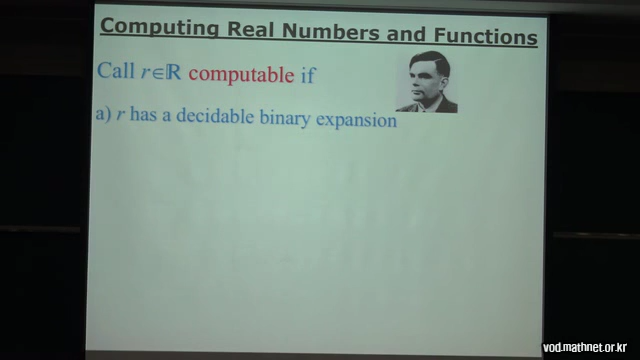 Computing Real Numbers and Functions
Call r∈ℝ computable if
a) r has a decidable binary expansion
vod.mathnet.or.kr